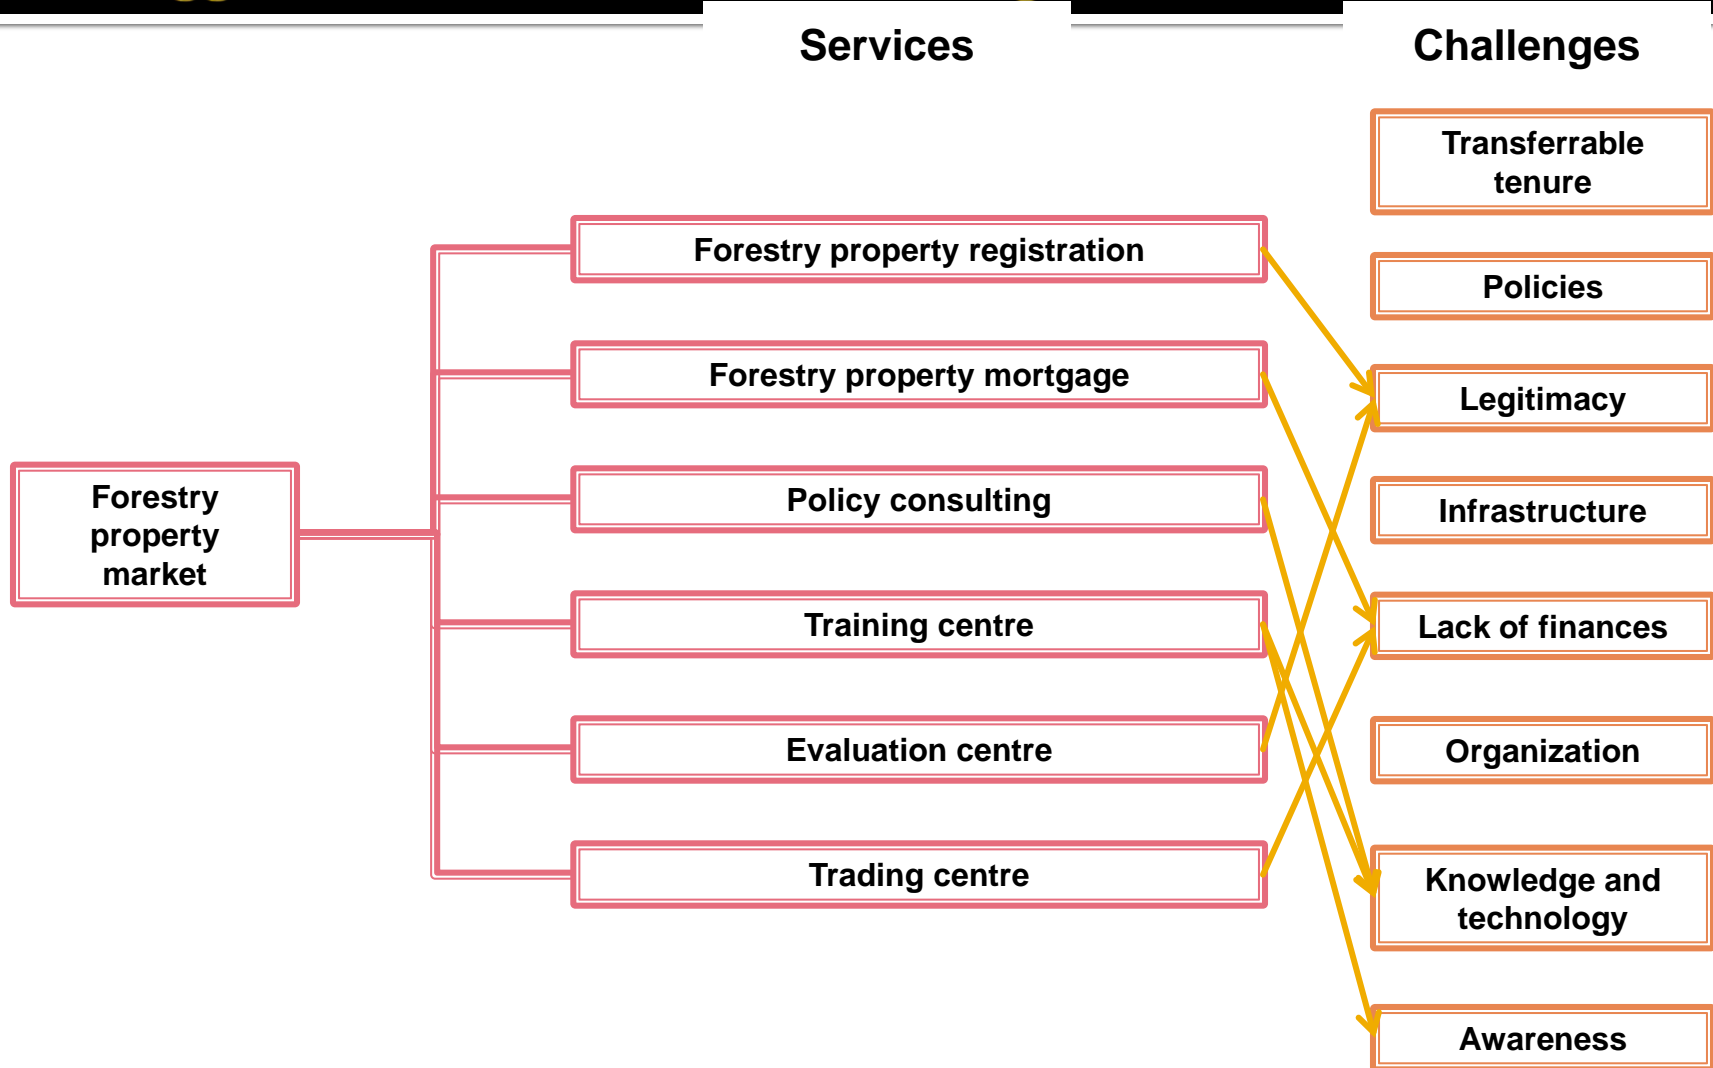 Services
Challenges
Transferrable
tenure
Forestry property registration
Policies
Forestry property mortgage
Legitimacy
Forestry
property
market
Policy consulting
Infrastructure
Training centre
Lack of finances
Evaluation centre
Organization
Trading centre
Knowledge and
technology
Awareness